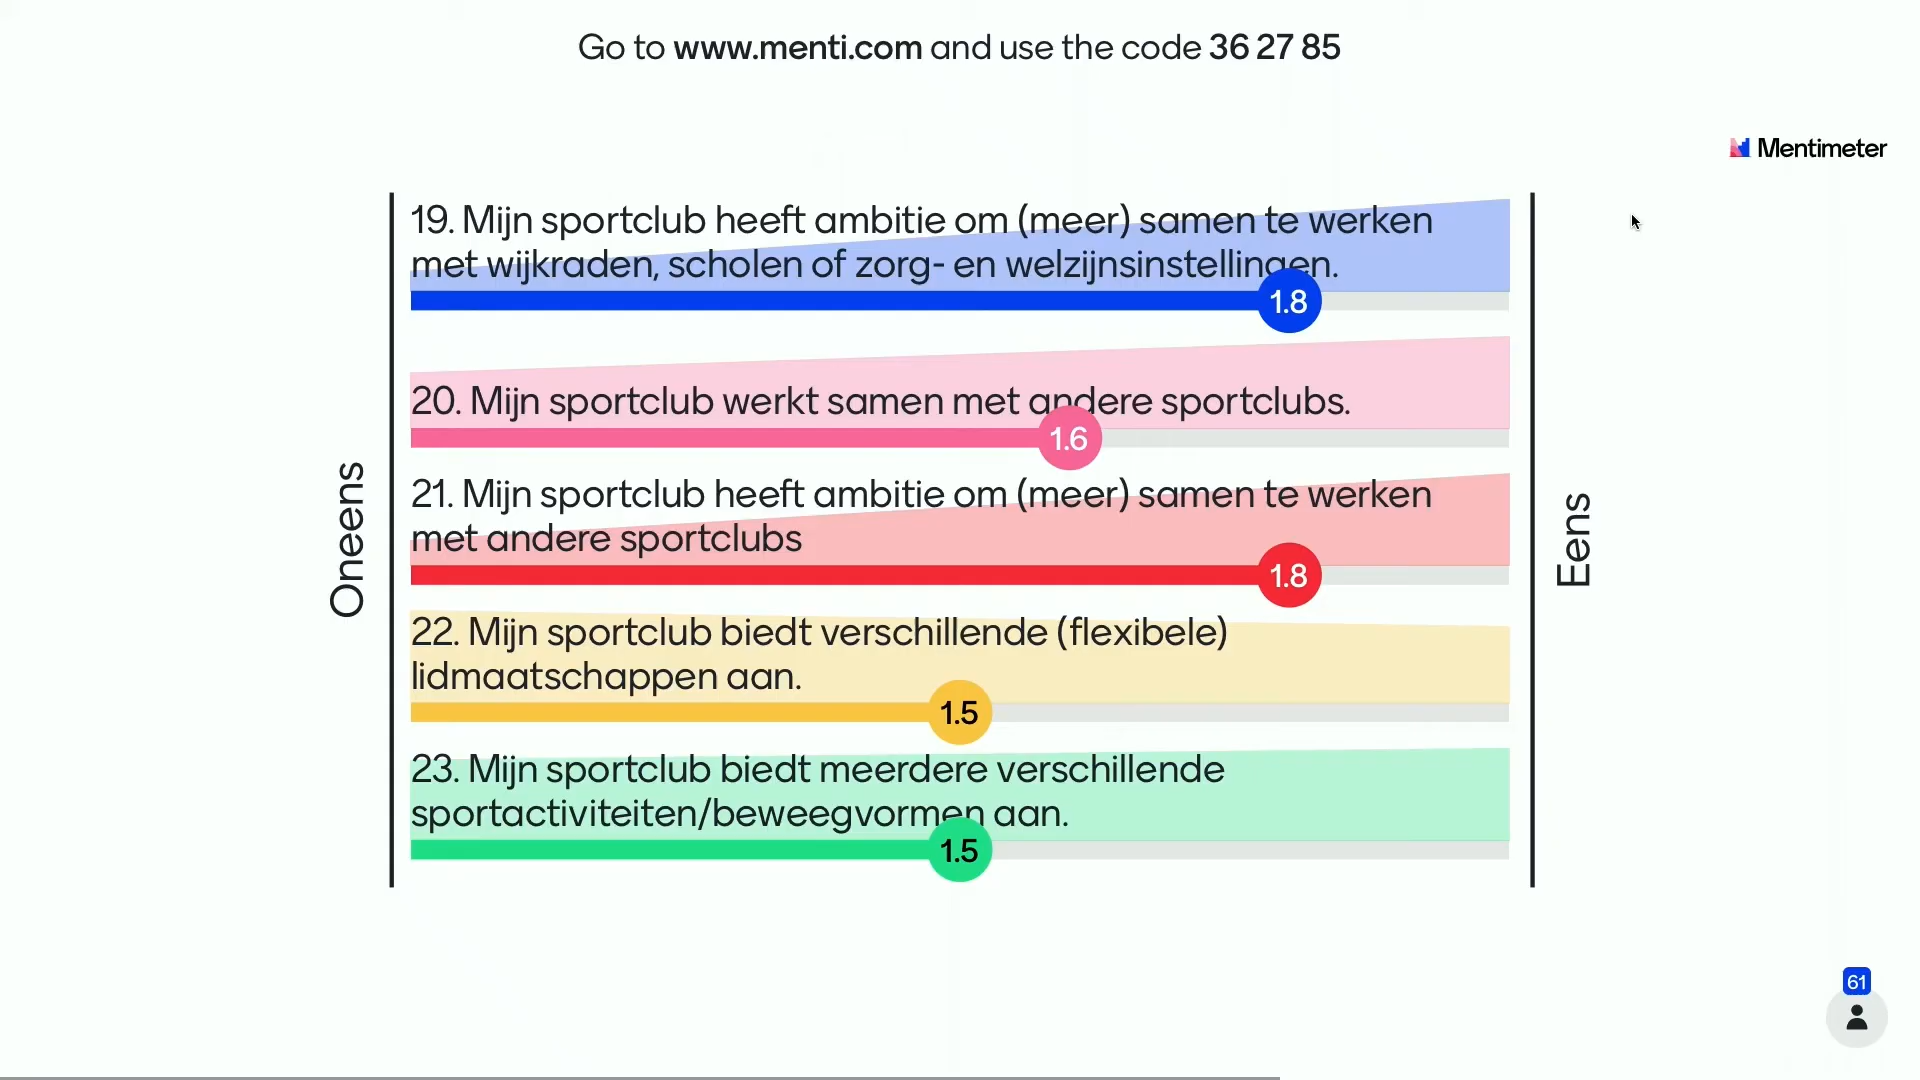 Go to www.menti.com and use the code 36 27 85
Mentimeter
19. Mijn sportclub heeft ambitie om (meer) samen te werken
met wijkraden, scholen of zorg- en welzijnsinstellingen.
1.8
20. Mijn sportclub werkt samen met andere sportclubs.
1.6
21. Mijn sportclub heeft ambitie om (meer) samen te werken
met andere sportclubs
1.8
22. Mijn sportclub biedt verschillende (flexibele)
lidmaatschappen aan.
1.5
23. Mijn sportclub biedt meerdere verschillende
sportactiviteiten/beweegvormen aan.
1.5
Oneens
Eens
61